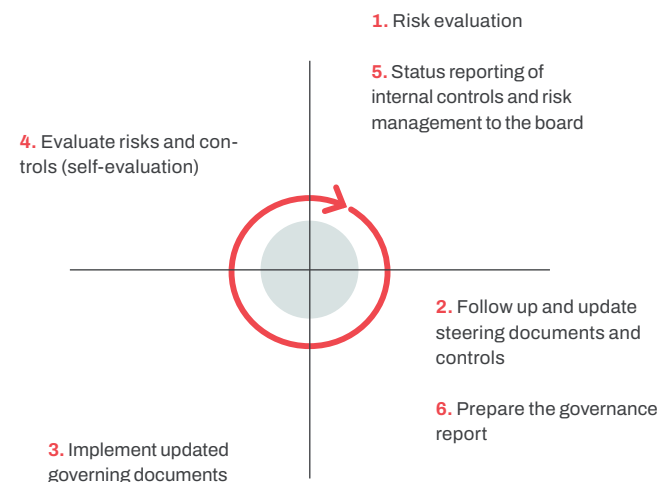 1. Risk evaluation
5. Status reporting of
internal controls and risk
management to the board
4. Evaluate risks and con-
trols (self-evaluation)
2. Follow up and update
steering documents and
controls
6. Prepare the governance
report
3. Implement updated
governing documents